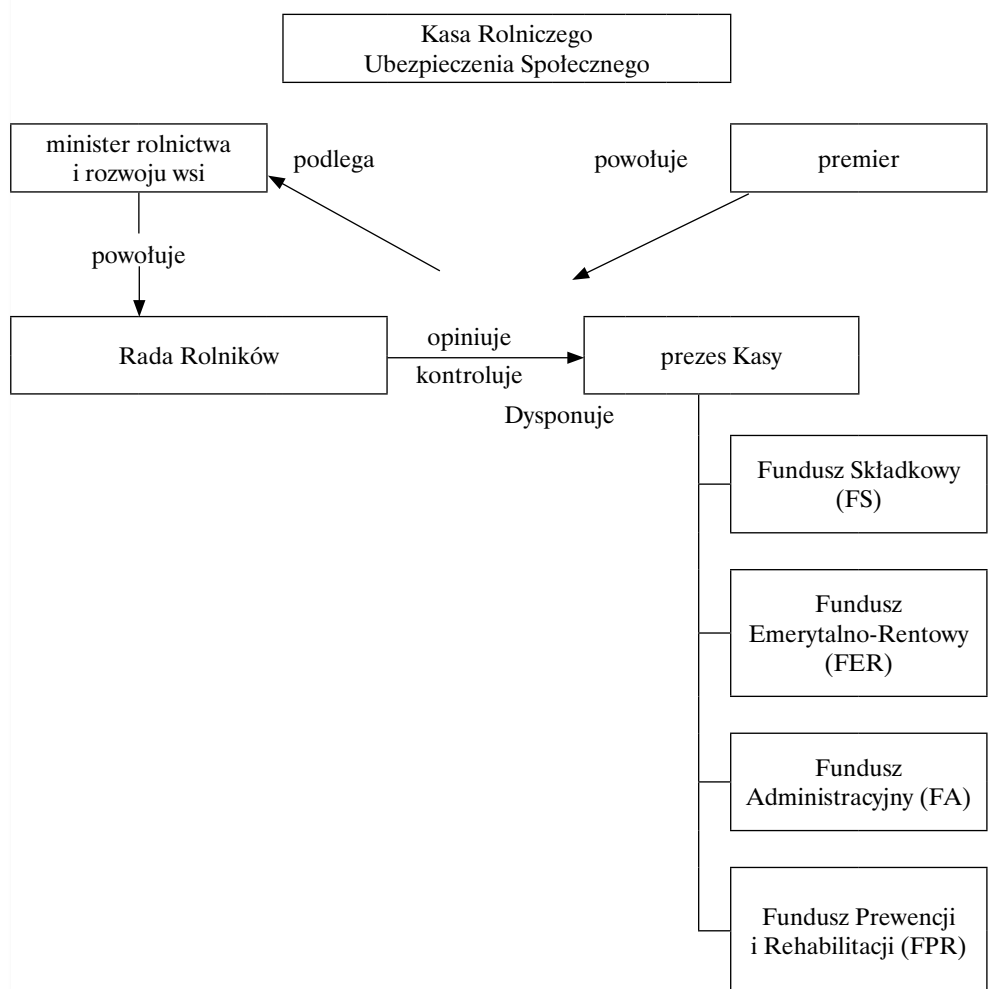 Kasa Rolniczego
Ubezpieczenia Społecznego
minister rolnictwa
i rozwoju wsi
podlega
powołuje
premier
powołuje
Rada Rolników
opiniuje
kontroluje
prezes Kasy
Dysponuje
Fundusz Składkowy
(FS)
Fundusz
Emerytalno-Rentowy
(FER)
Fundusz
Administracyjny (FA)
Fundusz Prewencji
i Rehabilitacji (FPR)